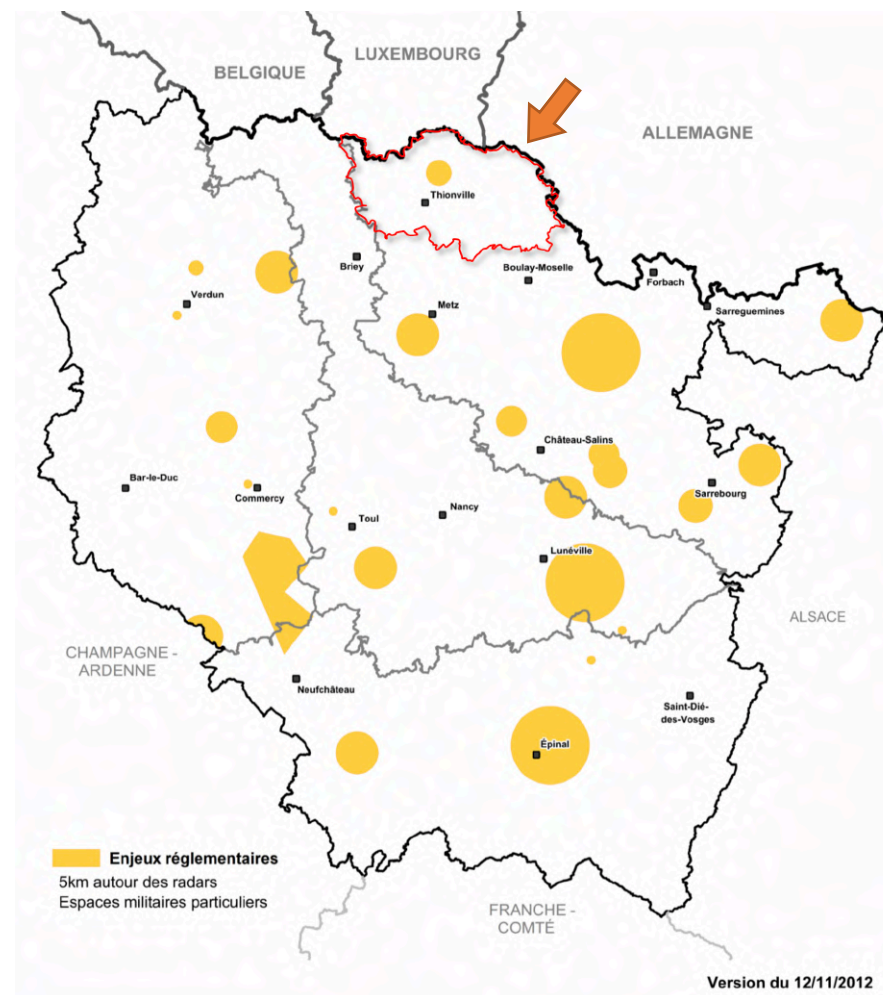 LUXEMBOURG
BELGIQUE
ALLEMAGNE
Thionville
Briey
Boulay-Moselle
Forbach
Verdun
Metz
Sarreguemines
Château-Salins
Bar-le-Duc
Commercy
Sarrebourg
Toul
Nancy
Lunéville
ALSACE
CHAMPAGNE -
ARDENNE
Neufchâteau
Saint-Dié-
des-Vosges
Épinal
Enjeux réglementaires
5km autour des radars
Espaces militaires particuliers
FRANCHE -
COMTÉ
Version du 12/11/2012